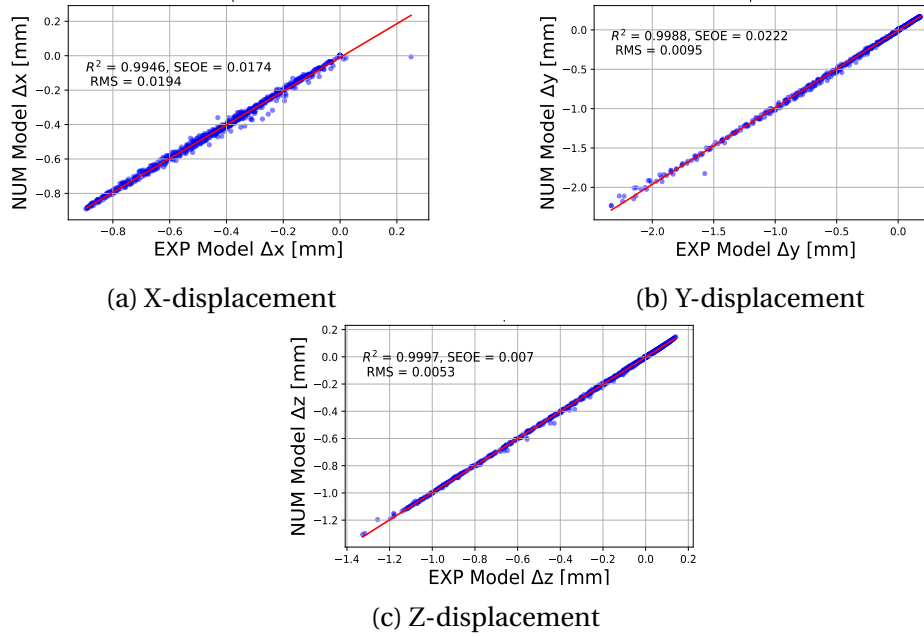 0.0
−0.2
−0.4
−0.6
−0.8
NUM Model Δx [mm]
R² = 0.9946, SEOE = 0.0174
RMS = 0.0194
−0.8 −0.6 −0.4 −0.2 0.0 0.2
EXP Model Δx [mm]
(a) X-displacement
0.0
−0.5
−1.0
−1.5
−2.0
NUM Model Δy [mm]
R² = 0.9988, SEOE = 0.0222
RMS = 0.0095
−2.0 −1.5 −1.0 −0.5 0.0
EXP Model Δy [mm]
(b) Y-displacement
0.2
0.0
−0.2
−0.4
−0.6
−0.8
−1.0
−1.2
NUM Model Δz [mm]
R² = 0.9997, SEOE = 0.007
RMS = 0.0053
−1.4 −1.2 −1.0 −0.8 −0.6 −0.4 −0.2 0.0 0.2
EXP Model Δz [mm]
(c) Z-displacement